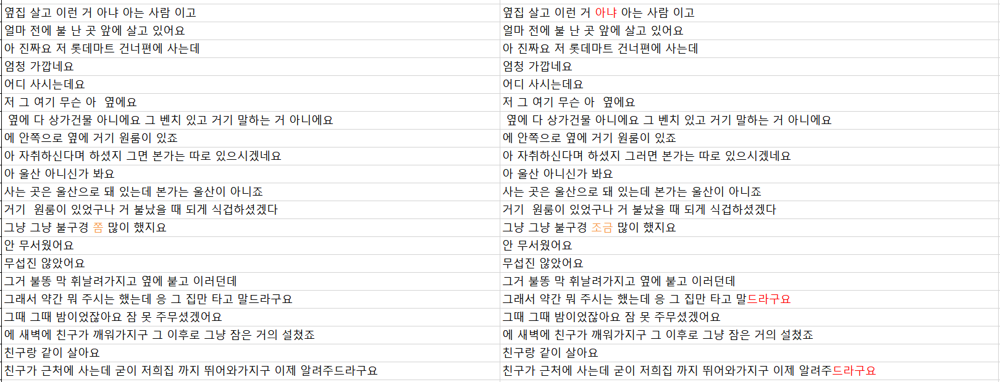 옆집 살고 이런 거 아냐 아는 사람 이고 옆집 살고 이런 거 아냐 아는 사람 이고
얼마 전에 불 난 곳 앞에 살고 있어요 얼마 전에 불 난 곳 앞에 살고 있어요
아 진짜요 저 롯데마트 건너편에 사는데 아 진짜요 저 롯데마트 건너편에 사는데
엄청 가깝네요 엄청 가깝네요
어디 사시는데요 어디 사시는데요
저 그 여기 무슨 아  옆에요 저 그 여기 무슨 아  옆에요
옆에 다 상가건물 아니에요 그 벤치 있고 거기 말하는 거 아니에요 옆에 다 상가건물 아니에요 그 벤치 있고 거기 말하는 거 아니에요
에 안쪽으로 옆에 거기 원룸이 있죠 에 안쪽으로 옆에 거기 원룸이 있죠
아 자취하신다며 하셨지 그면 본가는 따로 있으시겠네요 아 자취하신다며 하셨지 그러면 본가는 따로 있으시겠네요
아 울산 아니신가 봐요 아 울산 아니신가 봐요
사는 곳은 울산으로 돼 있는데 본가는 울산이 아니죠 사는 곳은 울산으로 돼 있는데 본가는 울산이 아니죠
거기  원룸이 있었구나 거 불났을 때 되게 식겁하셨겠다 거기  원룸이 있었구나 거 불났을 때 되게 식겁하셨겠다
그냥 그냥 불구경 쫌 많이 했지요 그냥 그냥 불구경 조금 많이 했지요
안 무서웠어요 안 무서웠어요
무섭진 않았어요 무섭진 않았어요
그거 불똥 막 휘날려가지고 옆에 붙고 이러던데 그거 불똥 막 휘날려가지고 옆에 붙고 이러던데
그래서 약간 뭐 주시는 했는데 응 그 집만 타고 말드라구요 그래서 약간 뭐 주시는 했는데 응 그 집만 타고 말드라구요
그때 그때 밤이었잖아요 잠 못 주무셨겠어요 그때 그때 밤이었잖아요 잠 못 주무셨겠어요
에 새벽에 친구가 깨워가지구 그 이후로 그냥 잠은 거의 설쳤죠 에 새벽에 친구가 깨워가지구 그 이후로 그냥 잠은 거의 설쳤죠
친구랑 같이 살아요 친구랑 같이 살아요
친구가 근처에 사는데 굳이 저희집 까지 뛰어와가지구 이제 알려주드라구요 친구가 근처에 사는데 굳이 저희집 까지 뛰어와가지구 이제 알려주드라구요